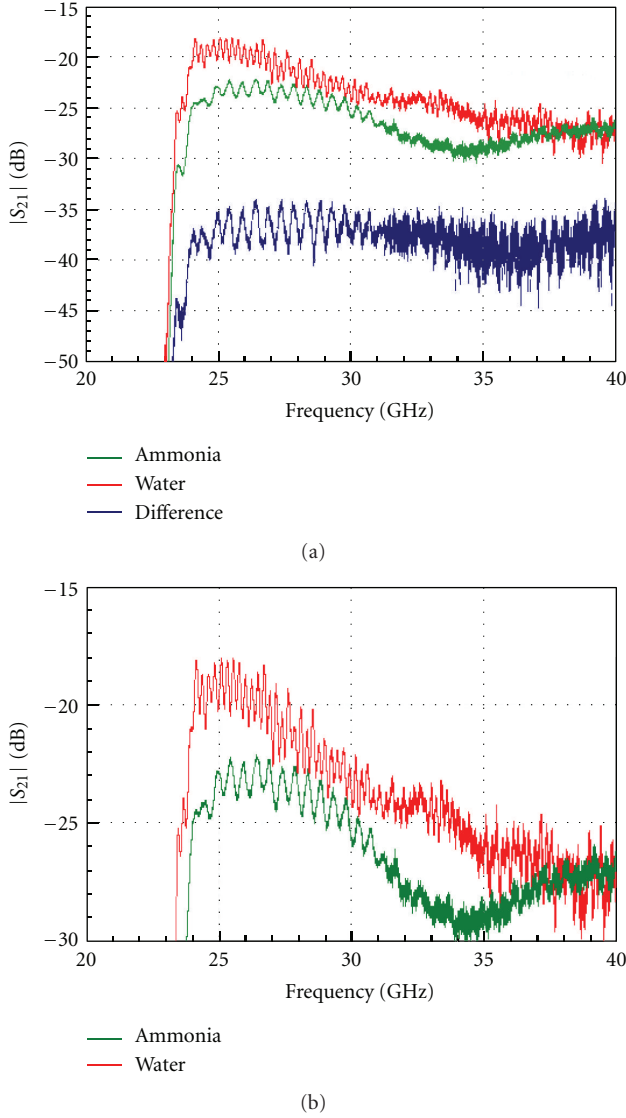 −15
−20
−25
−30
−35
−40
−45
−50
|S21| (dB)
20 25 30 35 40
Frequency (GHz)
Ammonia
Water
Difference
(a)
−15
−20
−25
−30
|S21| (dB)
20 25 30 35 40
Frequency (GHz)
Ammonia
Water
(b)